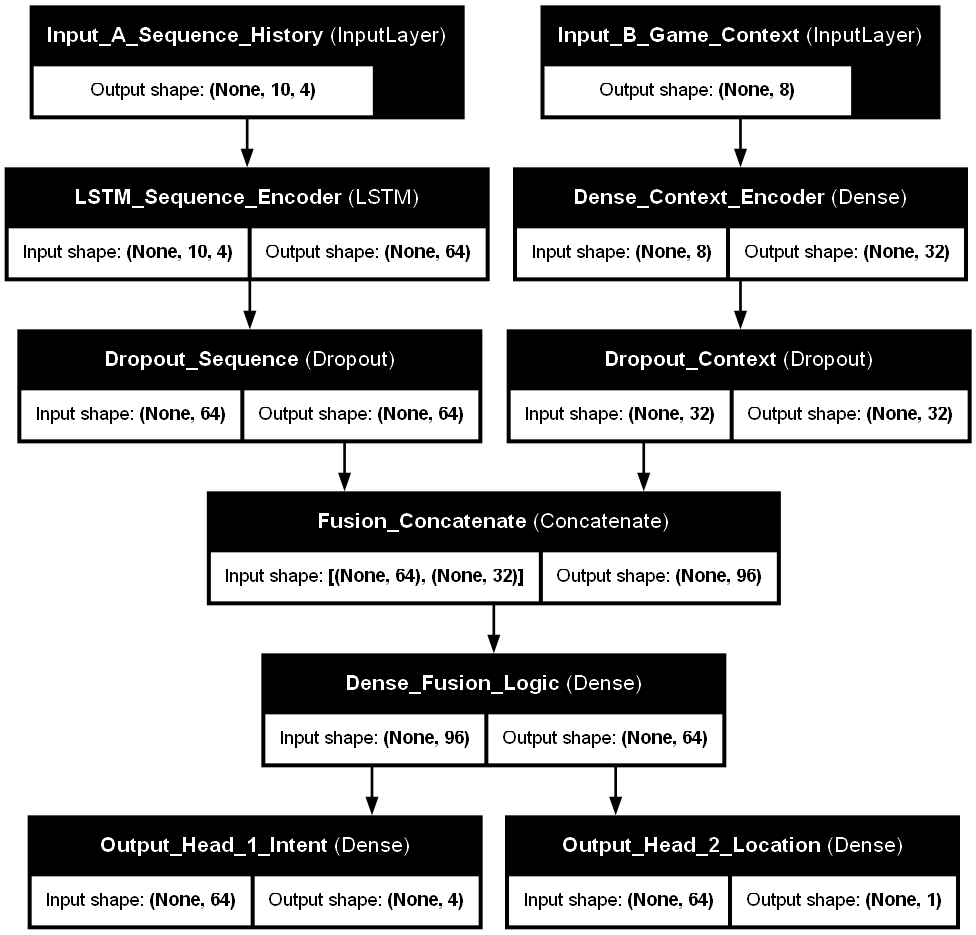 Input_A_Sequence_History (InputLayer)
Output shape: (None, 10, 4)
Input_B_Game_Context (InputLayer)
Output shape: (None, 8)
LSTM_Sequence_Encoder (LSTM)
Input shape: (None, 10, 4)
Output shape: (None, 64)
Dense_Context_Encoder (Dense)
Input shape: (None, 8)
Output shape: (None, 32)
Dropout_Sequence (Dropout)
Input shape: (None, 64)
Output shape: (None, 64)
Dropout_Context (Dropout)
Input shape: (None, 32)
Output shape: (None, 32)
Fusion_Concatenate (Concatenate)
Input shape: [(None, 64), (None, 32)]
Output shape: (None, 96)
Dense_Fusion_Logic (Dense)
Input shape: (None, 96)
Output shape: (None, 64)
Output_Head_1_Intent (Dense)
Input shape: (None, 64)
Output shape: (None, 4)
Output_Head_2_Location (Dense)
Input shape: (None, 64)
Output shape: (None, 1)